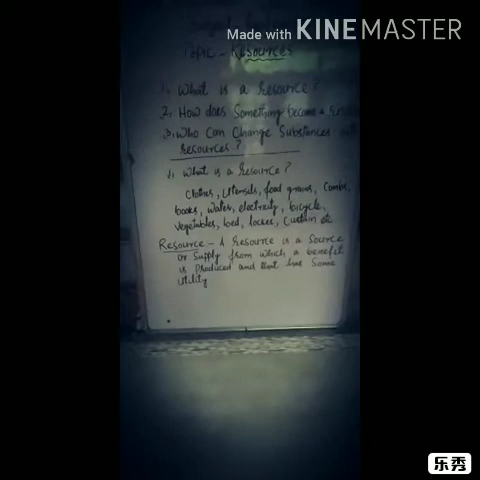 Made with KINEMASTER
Topic - Resources
1. What is a Resource?
2. How does Something become a
3. Who Can Change Substances
resources?
1. What is a Resource?
Clothes, Utensils, food grains, Combs,
books, Water, electricity, bicycle,
Vegetables, bed, locker, Curtain etc
Resource - A Resource is a Source
or Supply from which a benefit
is Produced and that has Some
Utility
乐秀